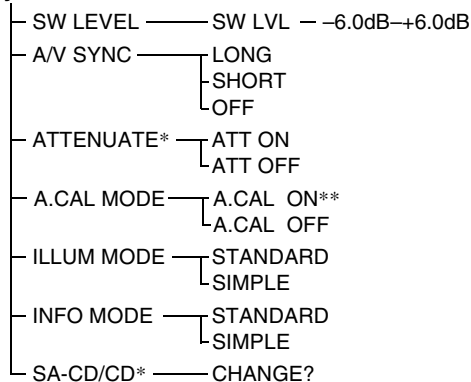 SW LEVEL SW LVL –6.0dB–+6.0dB
A/V SYNC LONG
SHORT
OFF
ATTENUATE* ATT ON
ATT OFF
A.CAL MODE A.CAL ON**
A.CAL OFF
ILLUM MODE STANDARD
SIMPLE
INFO MODE STANDARD
SIMPLE
SA-CD/CD* CHANGE?